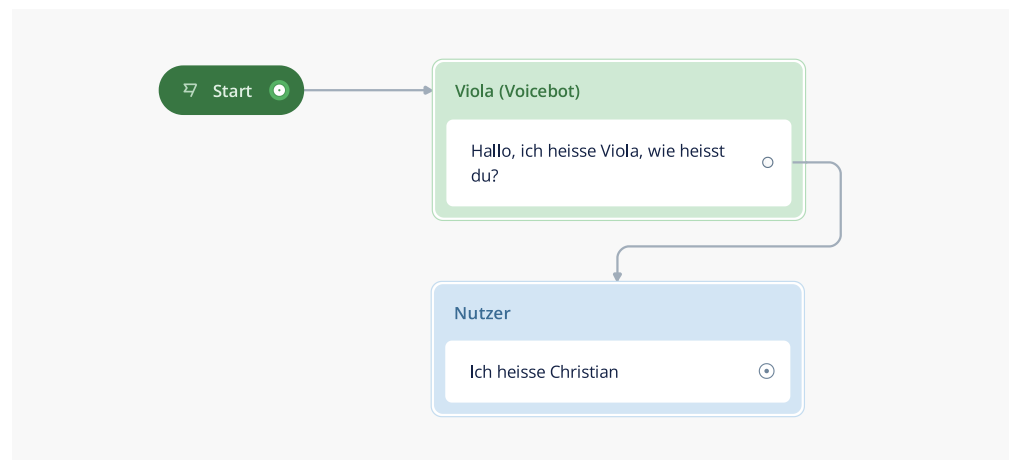 Start
Viola (Voicebot)
Hallo, ich heisse Viola, wie heisst
du?
Nutzer
Ich heisse Christian